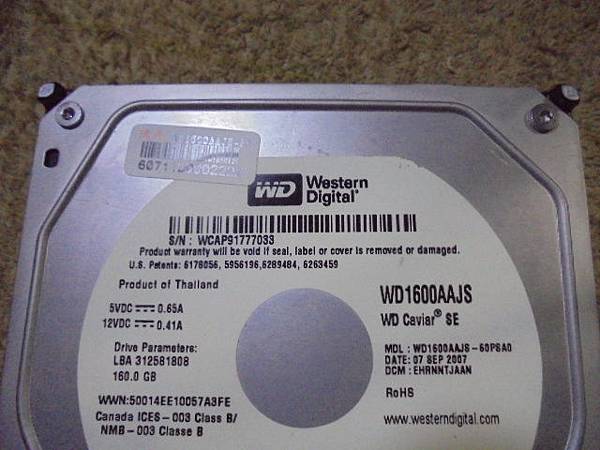 WD Western
Digital
S/N : WCAP91777033
Product warranty will be void if seal, label or cover is removed or damaged.
U.S. Patents: 6178056, 5956196,6289484, 6263459
Product of Thailand
5VDC 0.65A
12VDC 0.41A
Drive Parameters:
LBA 312581808
160.0 GB
WWN:50014EE10057A3FE
Canada ICES-003 Class B/
NMB-003 Classe B
WD1600AAJS
WD Caviar® SE
MDL : WD1600AAJS-60PSA0
DATE: 07 SEP 2007
DCM : EHRNNTJAAN
RoHS
www.westerndigital.com